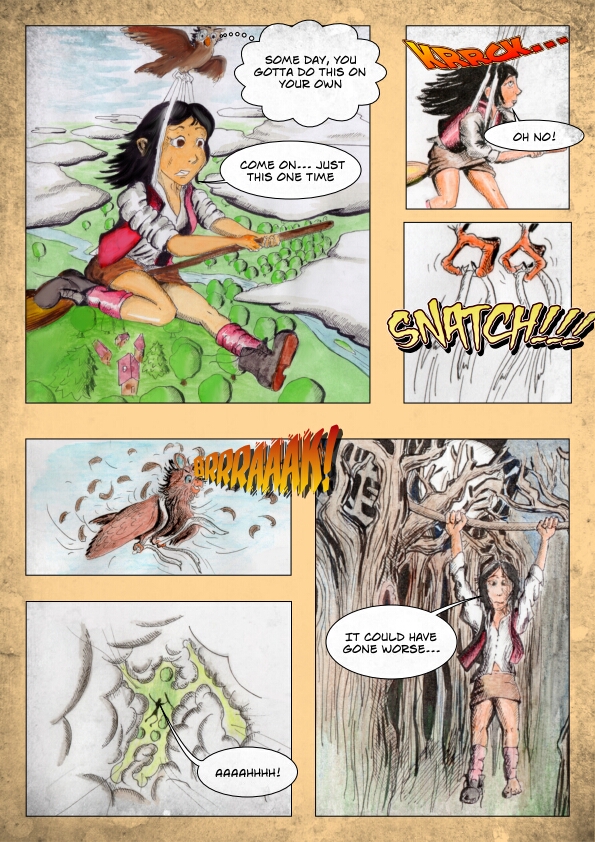 SOME DAY, YOU
GOTTA DO THIS ON
YOUR OWN
COME ON--- JUST
THIS ONE TIME
KRRCK...
OH NO!
SNATCH!!!
BRRRAAAK!
AAAAHHHH!
IT COULD HAVE
GONE WORSE---